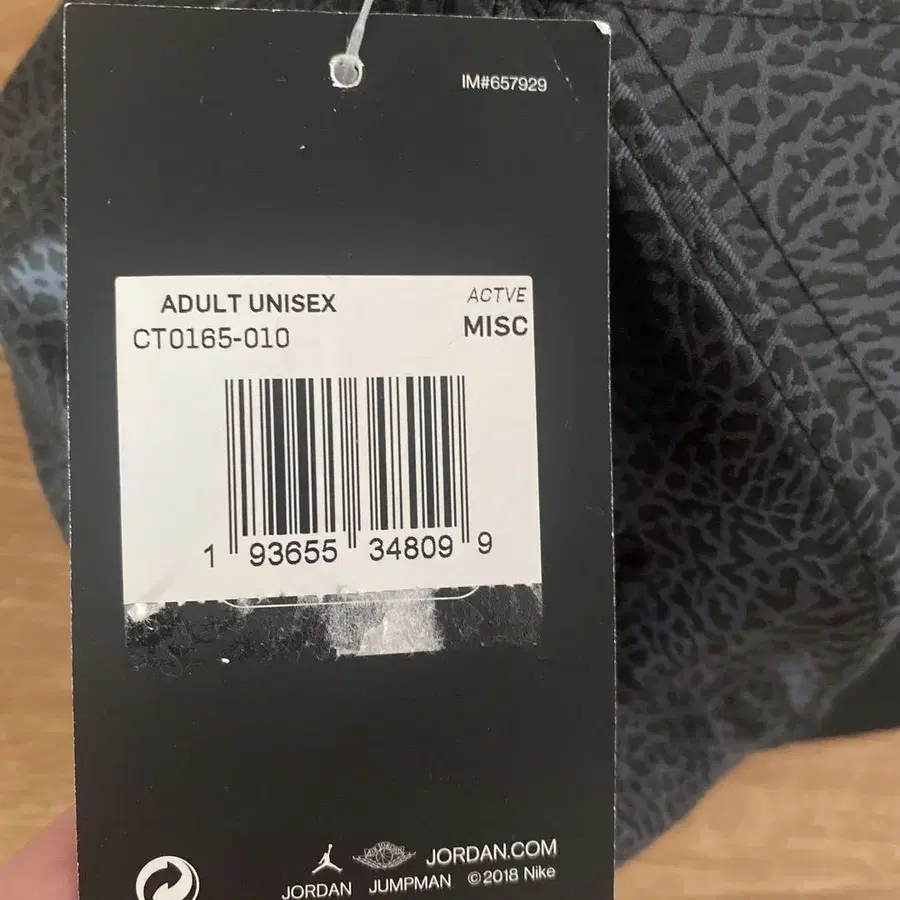 IM#657929
ADULT UNISEX
ACTVE
CT0165-010
MISC
1 93655 34809 9
JORDAN.COM
JORDAN JUMPMAN ©2018 Nike